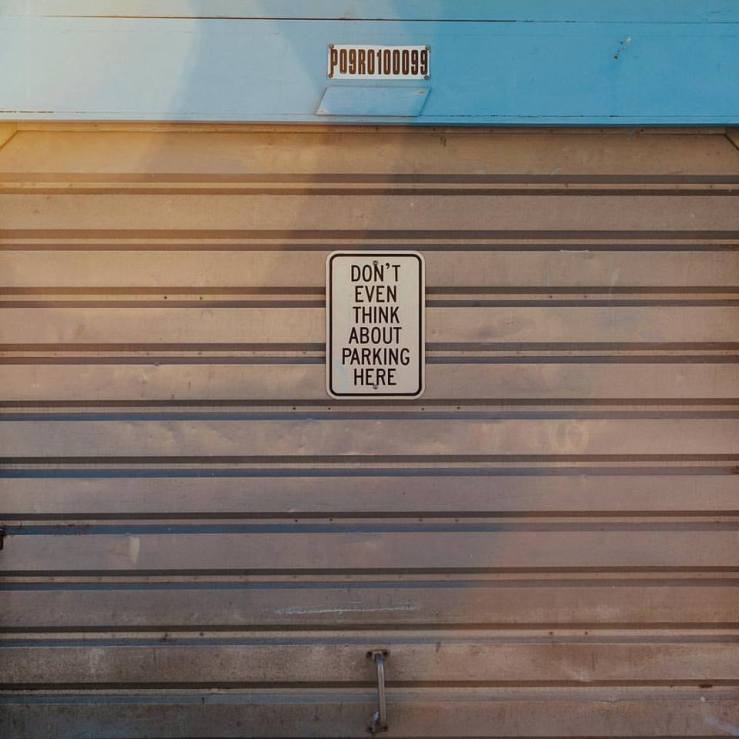 P09R0100099
DON'T
EVEN
THINK
ABOUT
PARKING
HERE